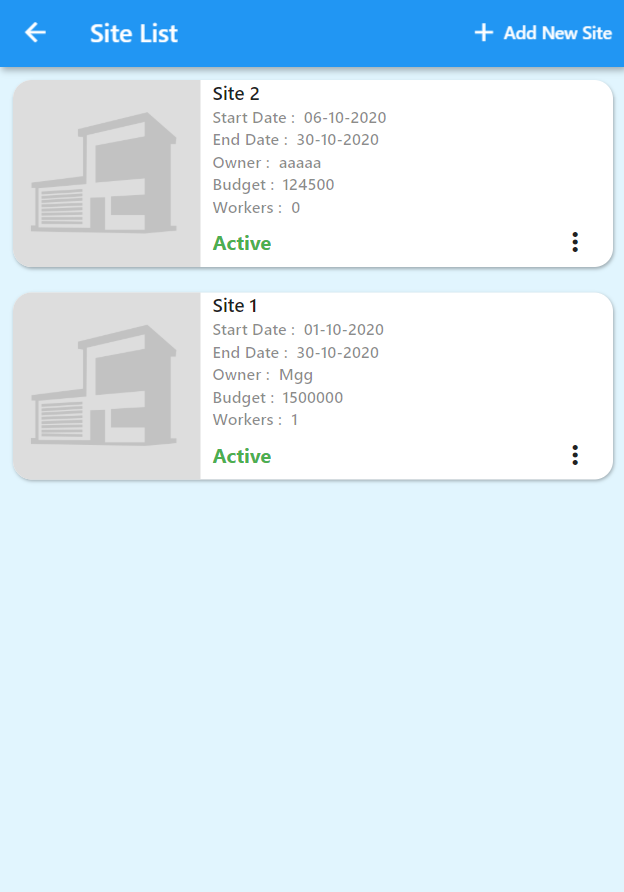 Site List
Add New Site
Site 2
Start Date : 06-10-2020
End Date : 30-10-2020
Owner : aaaaa
Budget : 124500
Workers : 0
Active
Site 1
Start Date : 01-10-2020
End Date : 30-10-2020
Owner : Mgg
Budget : 1500000
Workers : 1
Active